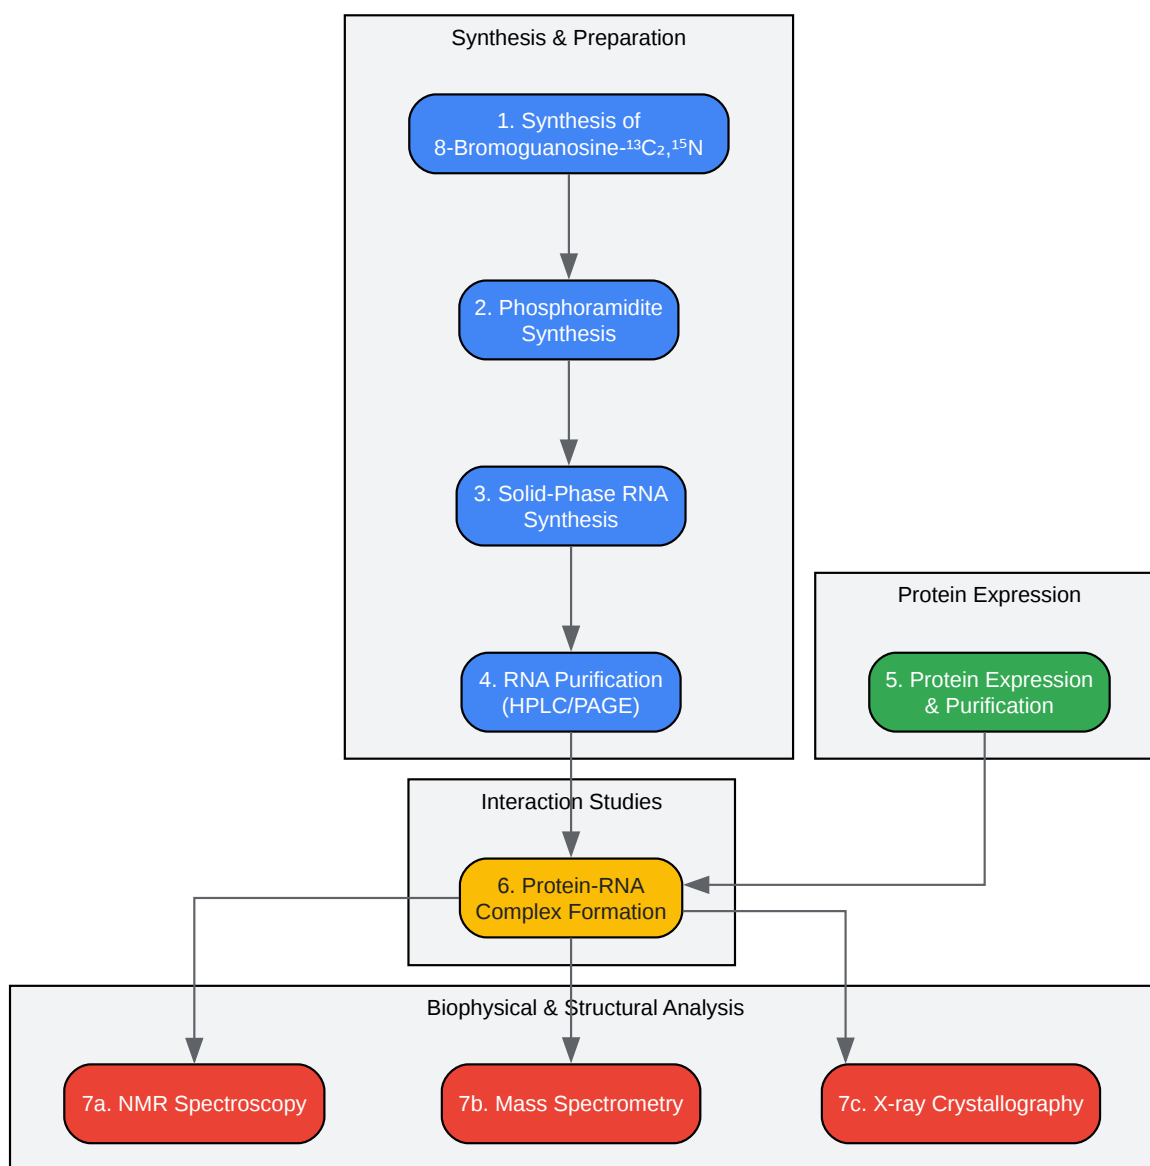 Synthesis & Preparation
1. Synthesis of
8-Bromoguanosine-¹³C₂,¹⁵N
2. Phosphoramidite
Synthesis
3. Solid-Phase RNA
Synthesis
4. RNA Purification
(HPLC/PAGE)
Protein Expression
5. Protein Expression
& Purification
Interaction Studies
6. Protein-RNA
Complex Formation
Biophysical & Structural Analysis
7a. NMR Spectroscopy
7b. Mass Spectrometry
7c. X-ray Crystallography